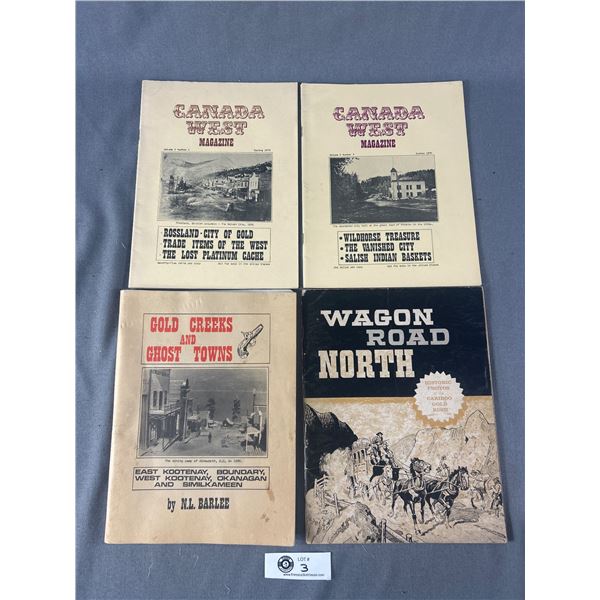 CANADA
WEST
MAGAZINE
ROSSLAND-CITY OF GOLD
TRADE ITEMS OF THE WEST
THE LOST PLATINUM CACHE
CANADA
WEST
MAGAZINE
• WILDHORSE TREASURE
• THE VANISHED CITY
• SALISH INDIAN BASKETS
GOLD CREEKS
AND
GHOST TOWNS
EAST KOOTENAY, BOUNDARY,
WEST KOOTENAY, OKANAGAN
AND SIMILKAMEEN
by N.L. BARLEE
WAGON
ROAD
NORTH
HISTORIC
PHOTOS
of the
CARIBOO
GOLD
RUSH
LOT #
3